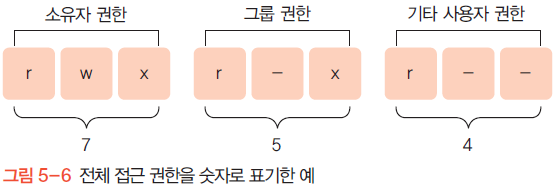 소유자 권한 그룹 권한 기타 사용자 권한
r w x r - x r - -
7 5 4
그림 5-6 전체 접근 권한을 숫자로 표기한 예